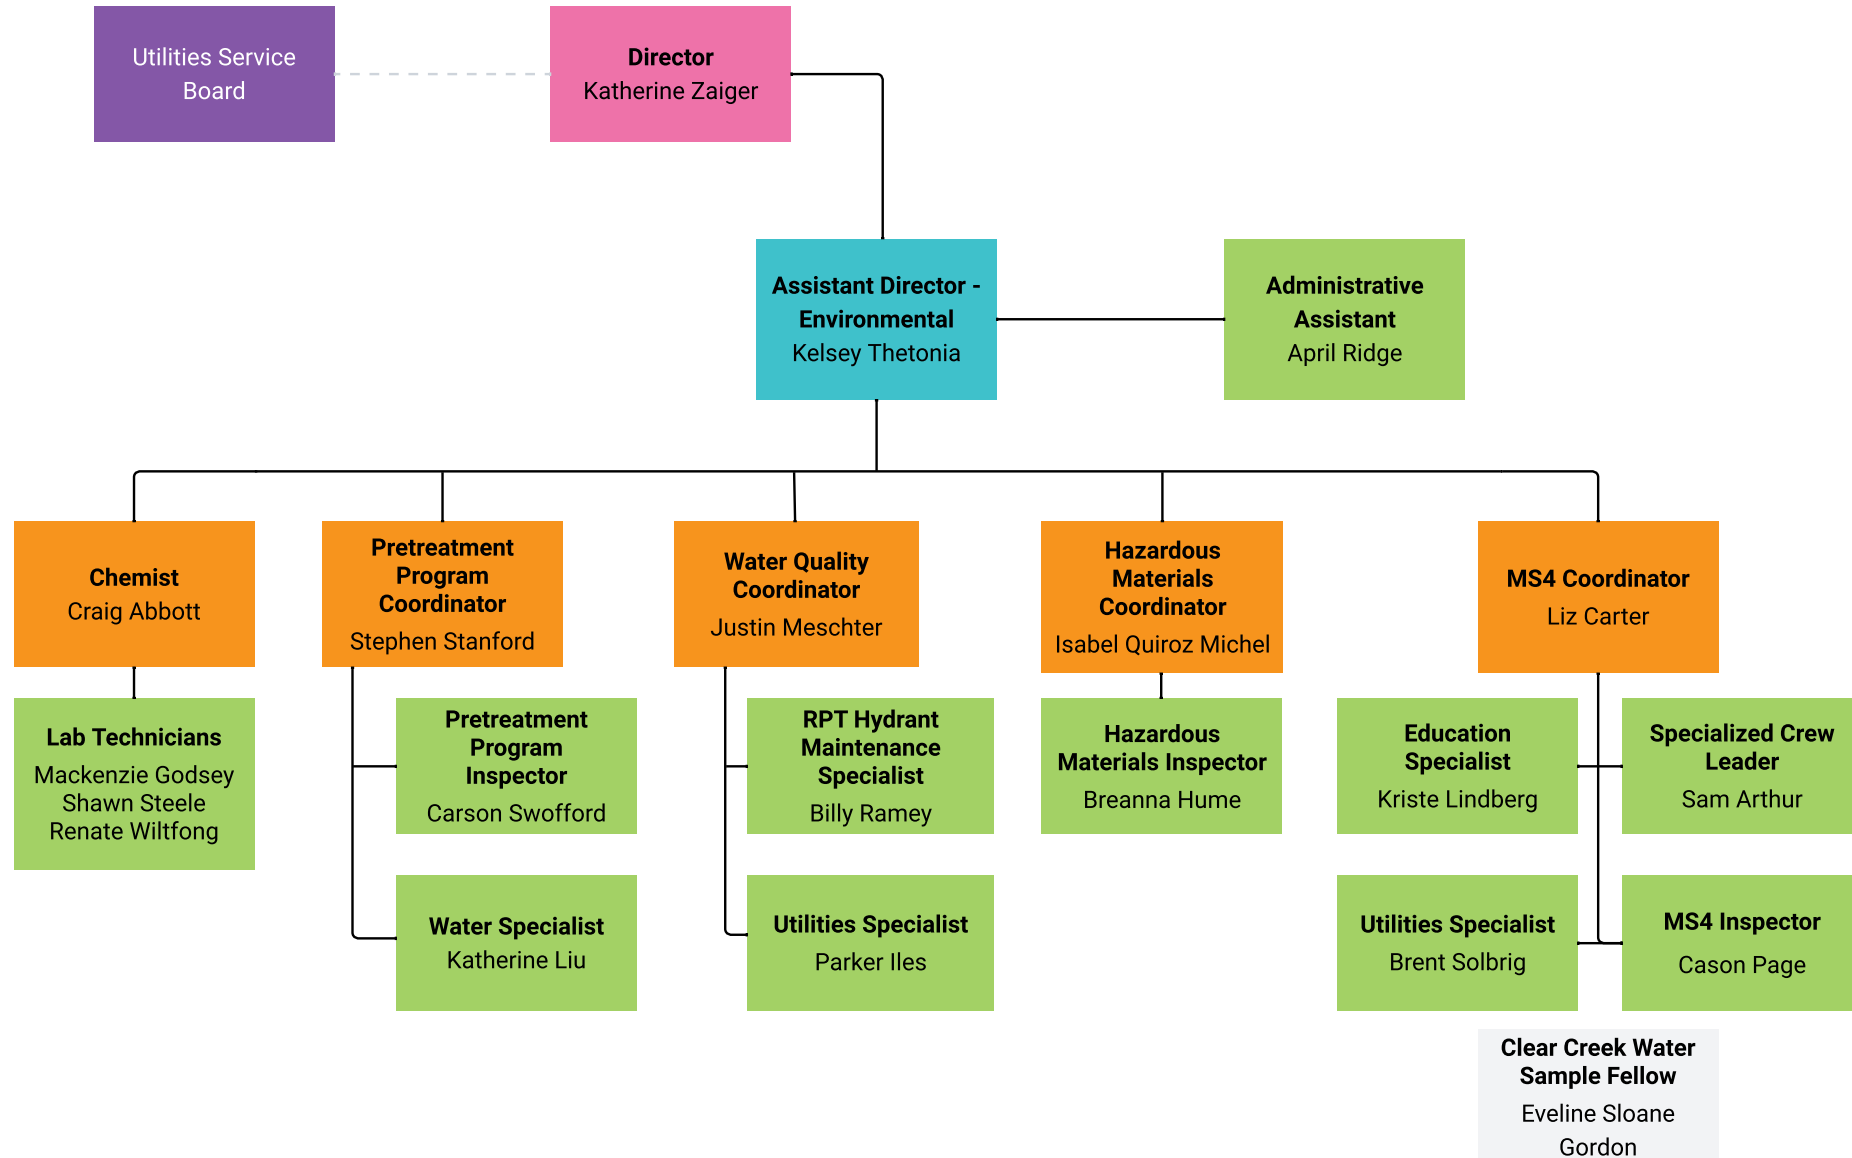 Utilities Service
Board
Director
Katherine Zaiger
Assistant Director -
Environmental
Kelsey Thetonia
Administrative
Assistant
April Ridge
Chemist
Craig Abbott
Pretreatment
Program
Coordinator
Stephen Stanford
Water Quality
Coordinator
Justin Meschter
Hazardous
Materials
Coordinator
Isabel Quiroz Michel
MS4 Coordinator
Liz Carter
Lab Technicians
Mackenzie Godsey
Shawn Steele
Renate Wiltfong
Pretreatment
Program
Inspector
Carson Swofford
RPT Hydrant
Maintenance
Specialist
Billy Ramey
Hazardous
Materials Inspector
Breanna Hume
Education
Specialist
Kriste Lindberg
Specialized Crew
Leader
Sam Arthur
Water Specialist
Katherine Liu
Utilities Specialist
Parker Iles
Utilities Specialist
Brent Solbrig
MS4 Inspector
Cason Page
Clear Creek Water
Sample Fellow
Eveline Sloane
Gordon